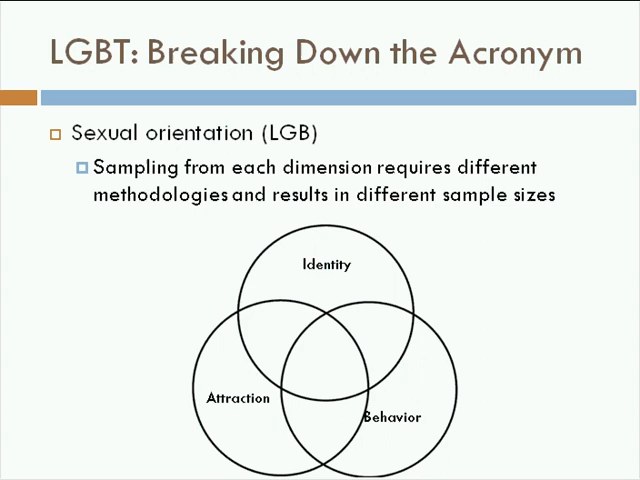 LGBT: Breaking Down the Acronym
Sexual orientation (LGB)
Sampling from each dimension requires different
methodologies and results in different sample sizes
Identity
Attraction
Behavior